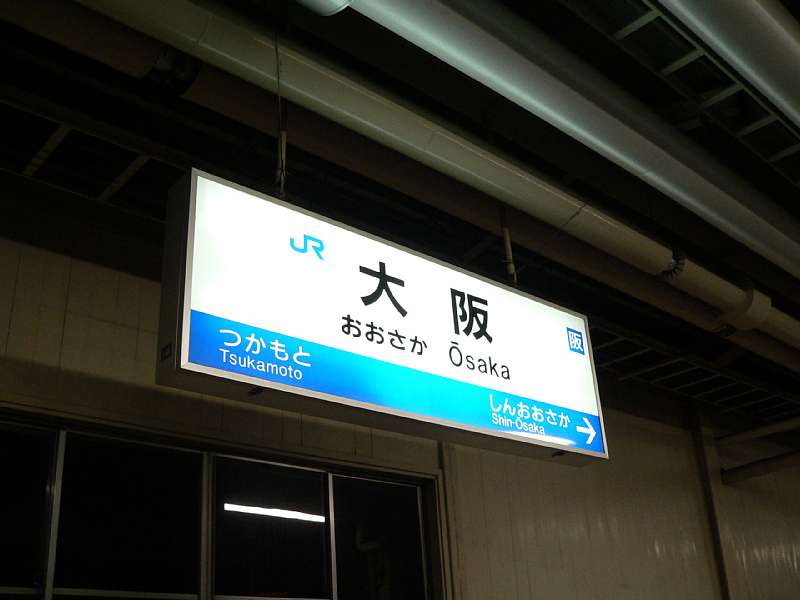 JR
大阪
おおさか Ōsaka
阪
つかもと
Tsukamoto
しんおおさか
Shin-Ōsaka